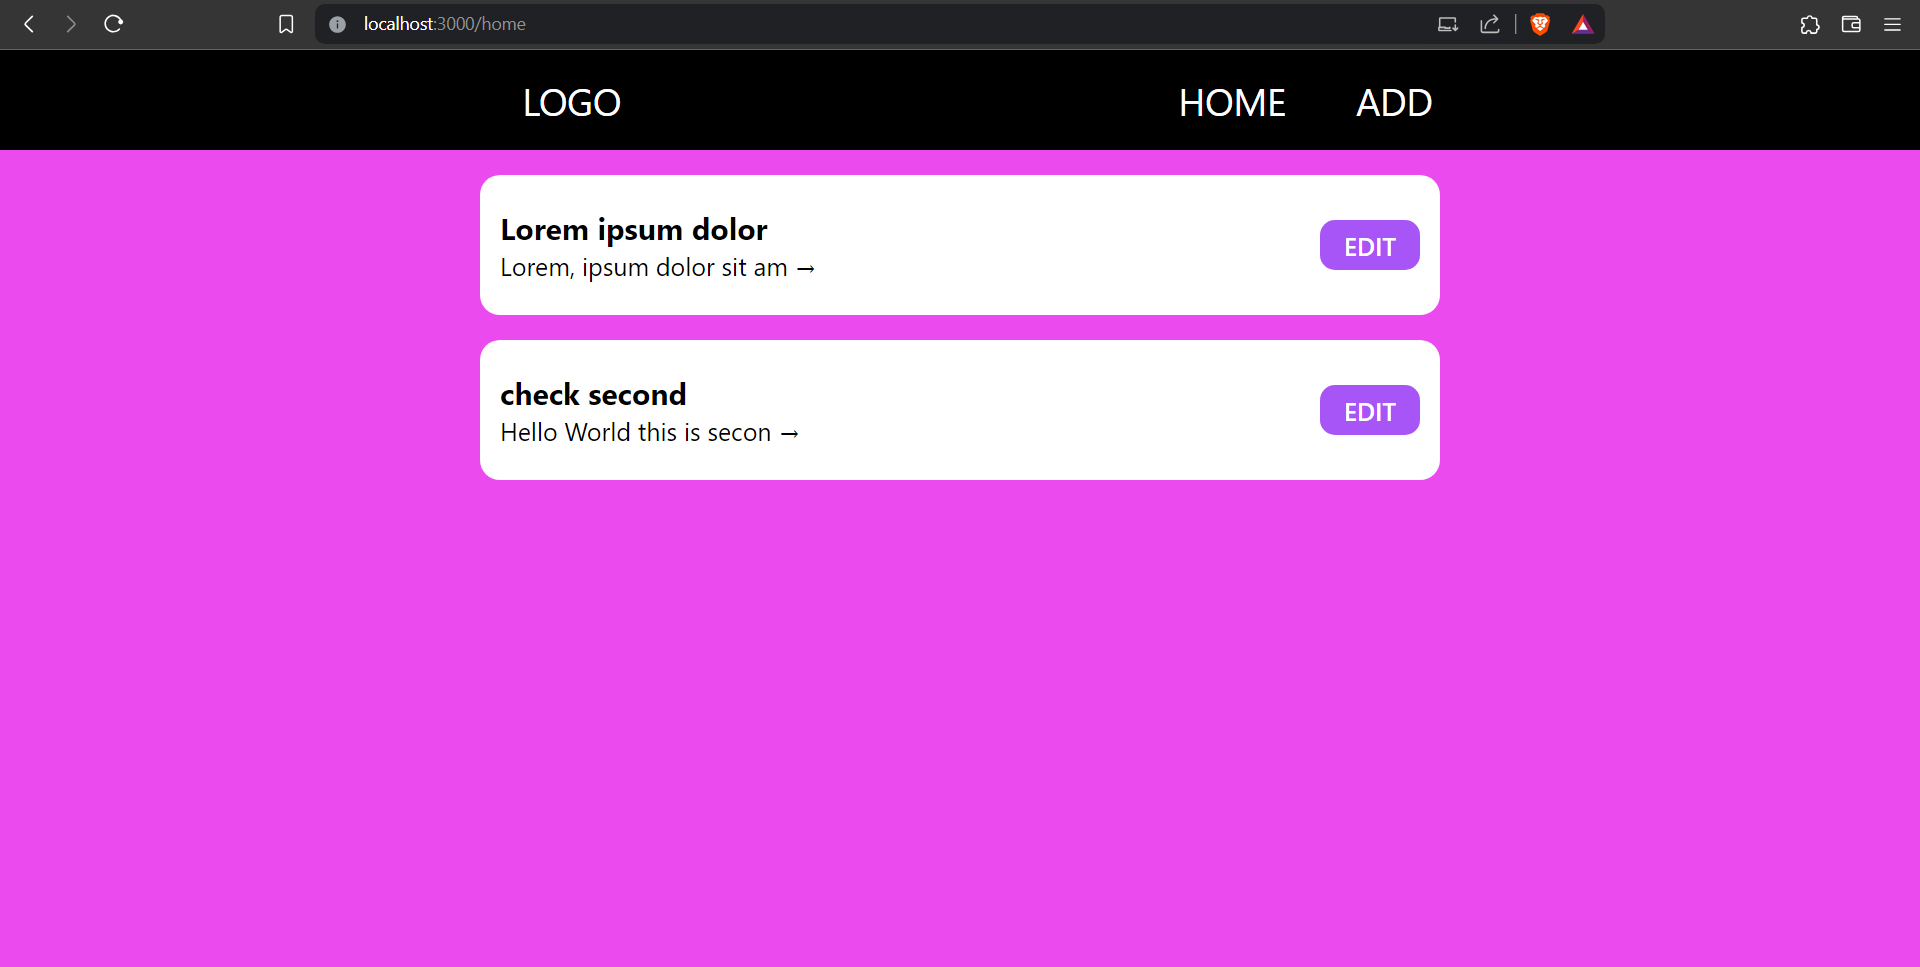 localhost:3000/home
LOGO HOME ADD
Lorem ipsum dolor
Lorem, ipsum dolor sit am →
EDIT
check second
Hello World this is secon →
EDIT